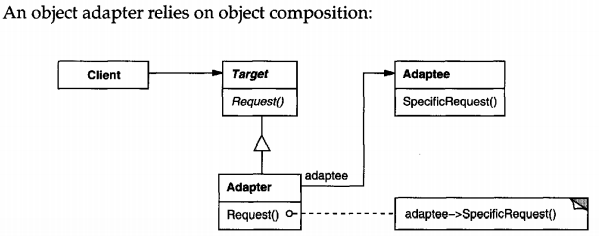 An object adapter relies on object composition:
Client
Target
Request()
Adaptee
SpecificRequest()
adaptee
Adapter
Request()
adaptee->SpecificRequest()